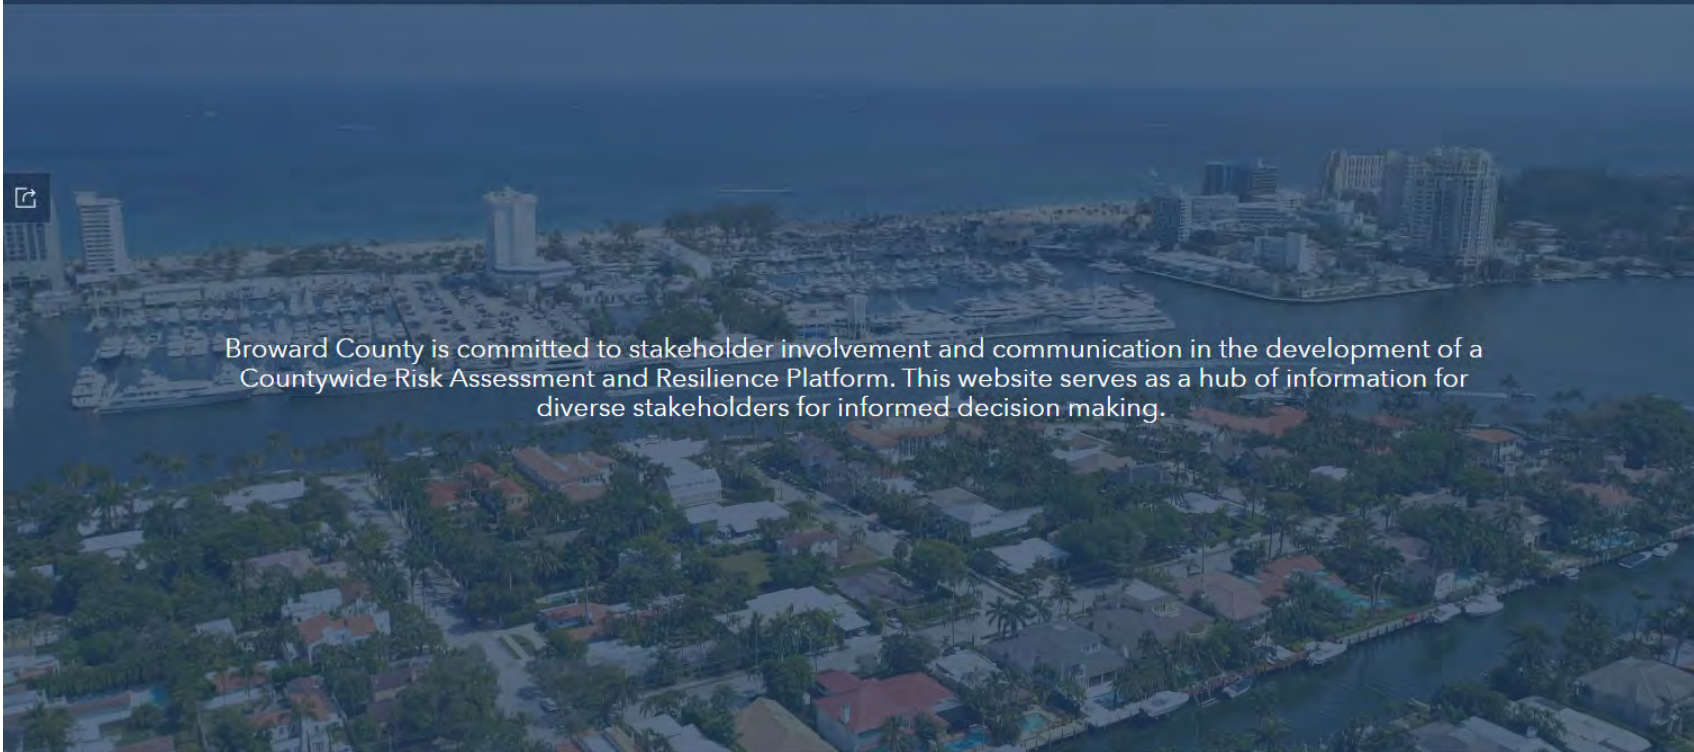 Broward County is committed to stakeholder involvement and communication in the development of a
Countywide Risk Assessment and Resilience Platform. This website serves as a hub of information for
diverse stakeholders for informed decision making.